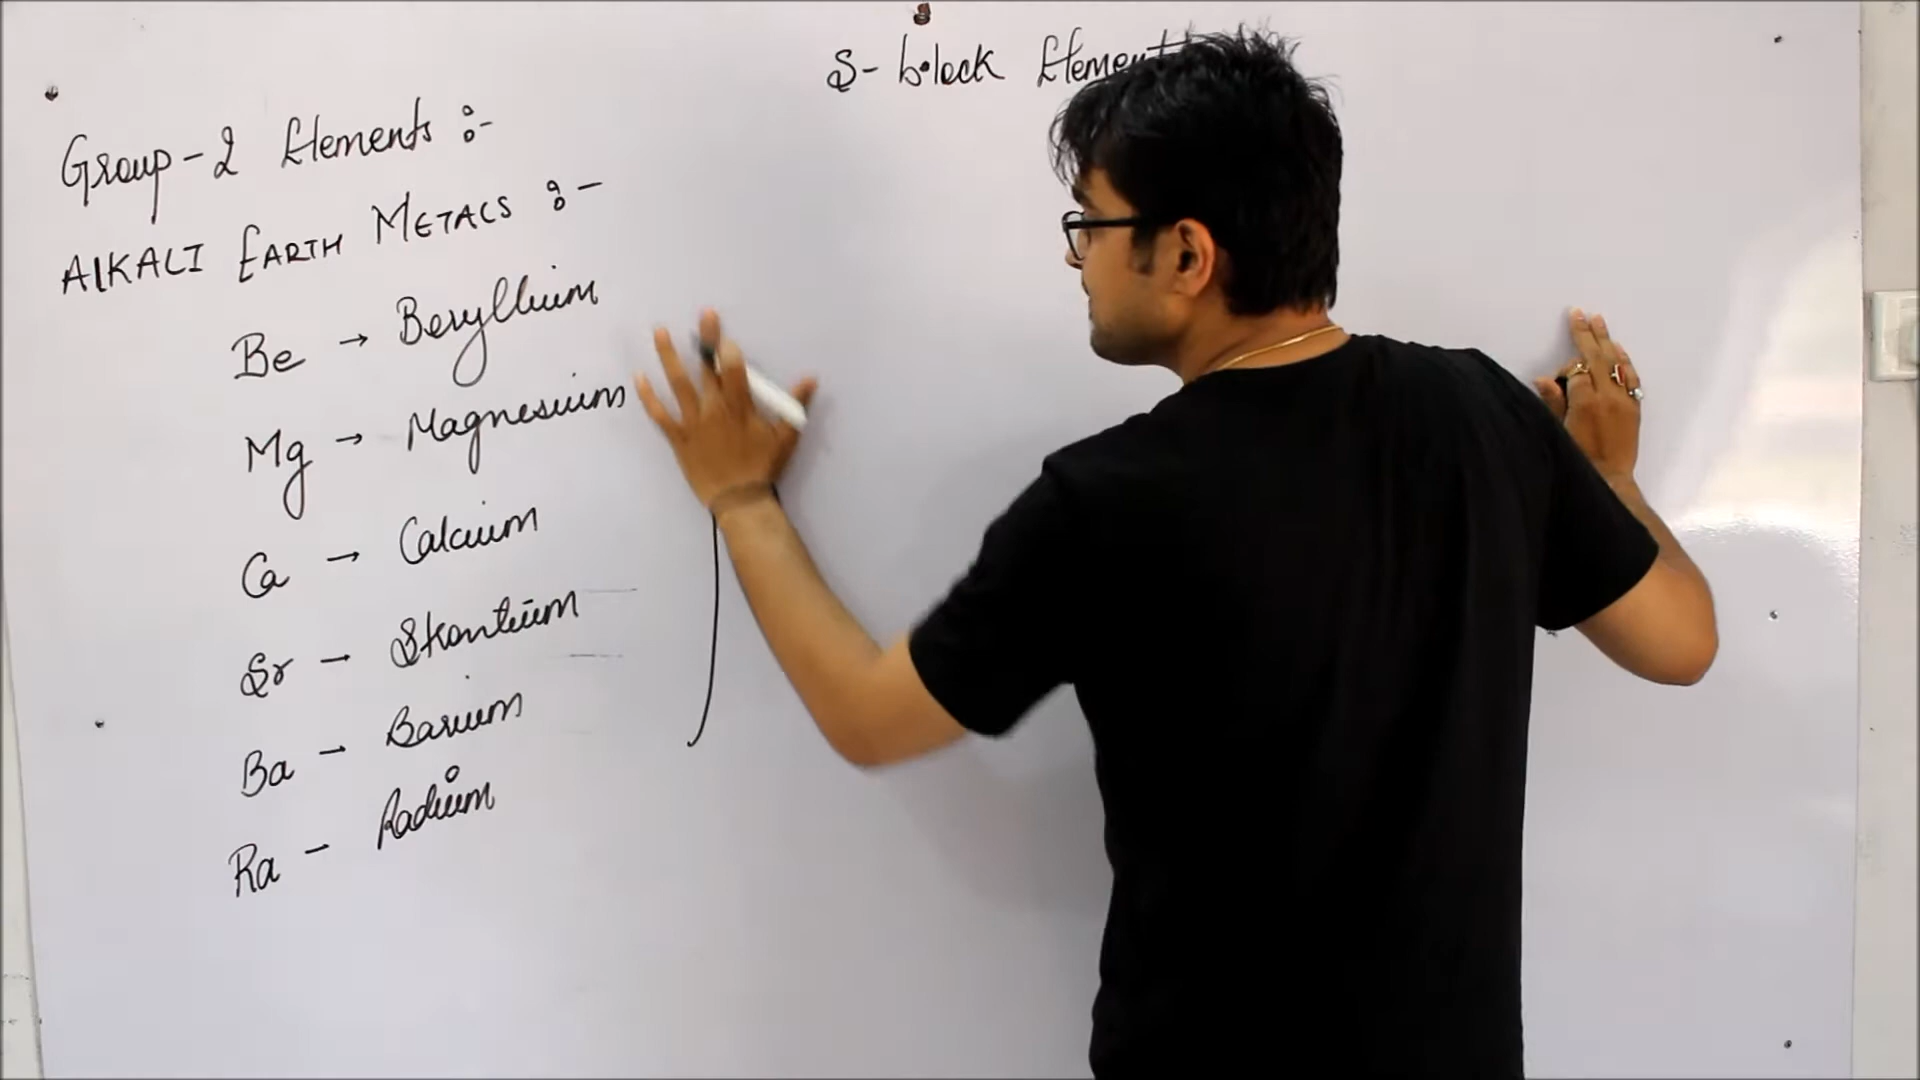 S-block Element
Group-2 Elements :-
ALKALI EARTH METALS :-
Be → Beryllium
Mg → Magnesium
Ca → Calcium
Sr - Strontium
Ba - Barium
Ra - Radium